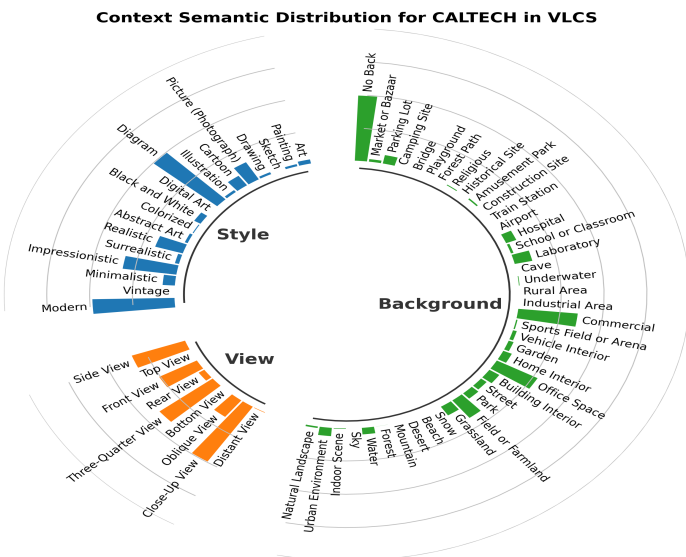 Context Semantic Distribution for CALTECH in VLCS
No Back
Market or Bazaar
Parking Lot
Camping Site
Bridge
Playground
Forest Path
Religious
Historical Site
Amusement Park
Construction Site
Train Station
Airport
Hospital
School or Classroom
Laboratory
Cave
Underwater
Rural Area
Industrial Area
Commercial
Sports Field or Arena
Vehicle Interior
Garden
Home Interior
Office Space
Building Interior
Street
Park
Field or Farmland
Grassland
Snow
Beach
Desert
Mountain
Forest
Water
Sky
Indoor Scene
Urban Environment
Natural Landscape
Background
Distant View
Close-Up View
Oblique View
Bottom View
Three-Quarter View
Rear View
Front View
Top View
Side View
View
Modern
Vintage
Minimalistic
Impressionistic
Surrealistic
Realistic
Abstract Art
Colorized
Black and White
Digital Art
Diagram
Illustration
Cartoon
Picture (Photograph)
Drawing
Sketch
Painting
Art
Style